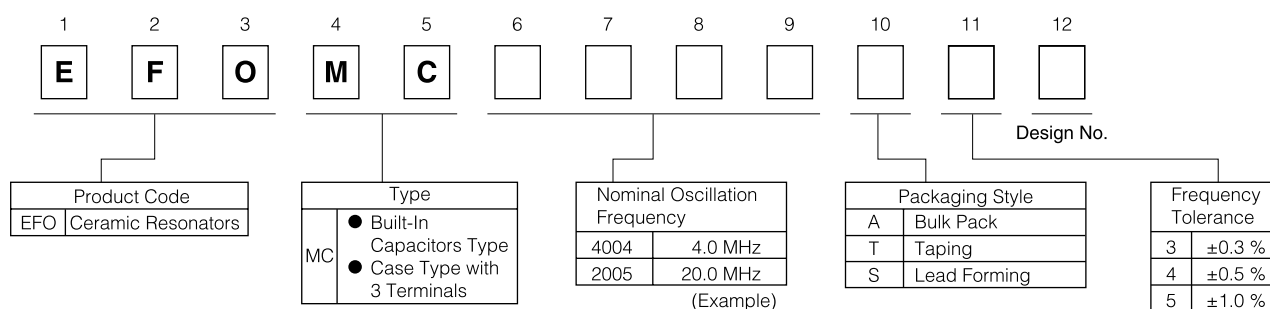 1 2 3 4 5 6 7 8 9 10 11 12
E F O M C
Design No.
Product Code
EFO Ceramic Resonators
Type
MC
● Built-In
Capacitors Type
● Case Type with
3 Terminals
Nominal Oscillation
Frequency
4004 4.0 MHz
2005 20.0 MHz
(Example)
Packaging Style
A Bulk Pack
T Taping
S Lead Forming
Frequency
Tolerance
3 ±0.3 %
4 ±0.5 %
5 ±1.0 %